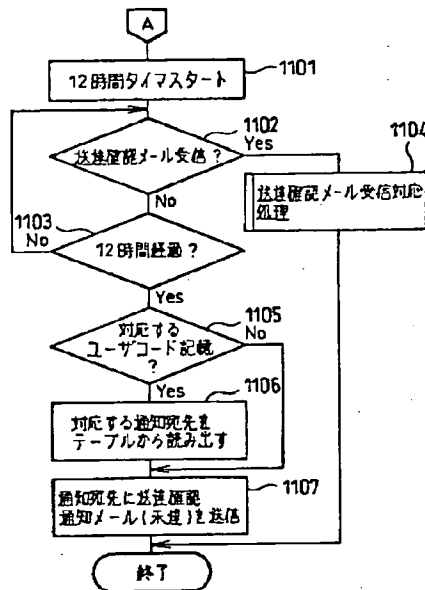 A
12時間タイマスタート
1101
送達確認メール受信?
1102
Yes
1104
送達確認メール受信対応
処理
No
1103
No
12時間経過?
Yes
1105
対応する
ユーザコード記載
?
No
Yes
1106
対応する通知宛先を
テーブルから読み出す
1107
通知宛先に送達確認
通知メール(未達)を送信
終了